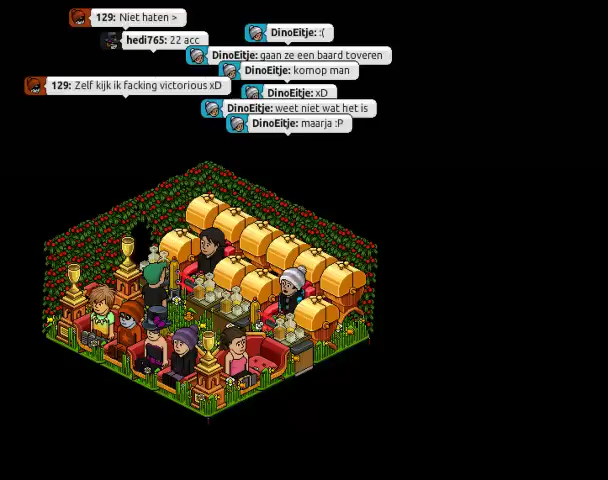 129: Niet haten >
DinoEitje: :(
hedi765: 22 acc
DinoEitje: gaan ze een baard toveren
DinoEitje: komop man
129: Zelf kijk ik facking victorious xD
DinoEitje: xD
DinoEitje: weet niet wat het is
DinoEitje: maarja :P